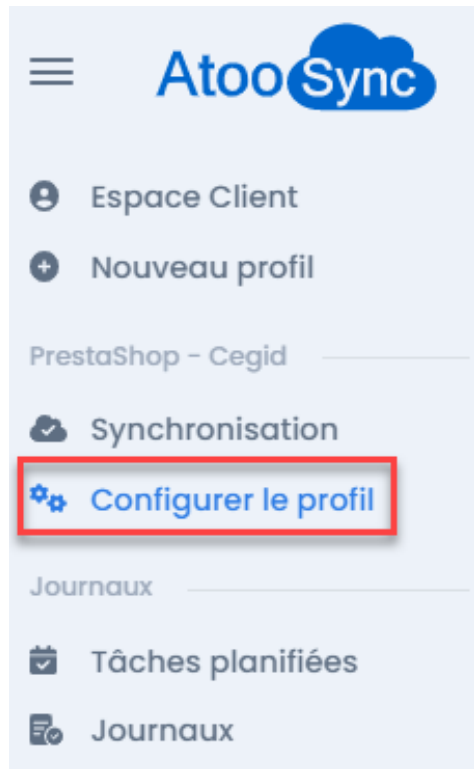 AtooSync
Espace Client
Nouveau profil
PrestaShop - Cegid
Synchronisation
Configurer le profil
Journaux
Tâches planifiées
Journaux